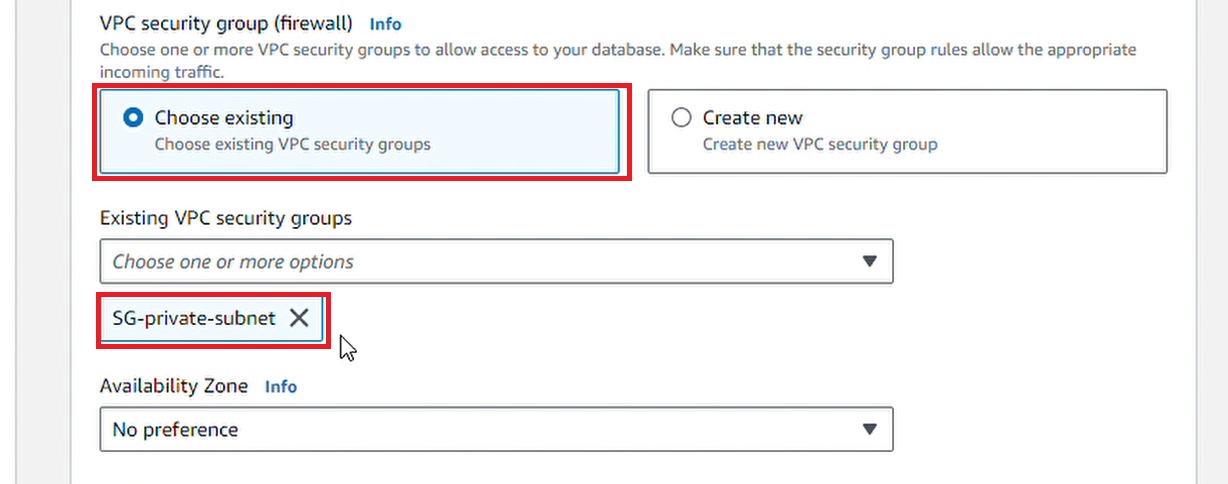 VPC security group (firewall) Info
Choose one or more VPC security groups to allow access to your database. Make sure that the security group rules allow the appropriate
incoming traffic.
Choose existing
Choose existing VPC security groups
Create new
Create new VPC security group
Existing VPC security groups
Choose one or more options
SG-private-subnet
Availability Zone Info
No preference